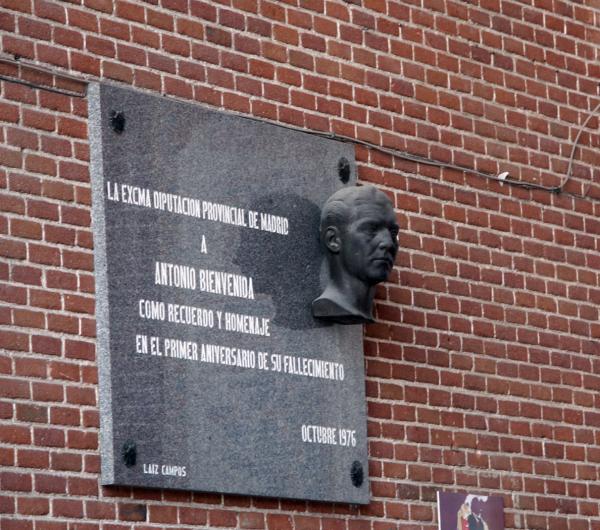 LA EXCMA DIPUTACION PROVINCIAL DE MADRID
A
ANTONIO BIENVENIDA
COMO RECUERDO Y HOMENAJE
EN EL PRIMER ANIVERSARIO DE SU FALLECIMIENTO
OCTUBRE 1976
LAIZ CAMPOS